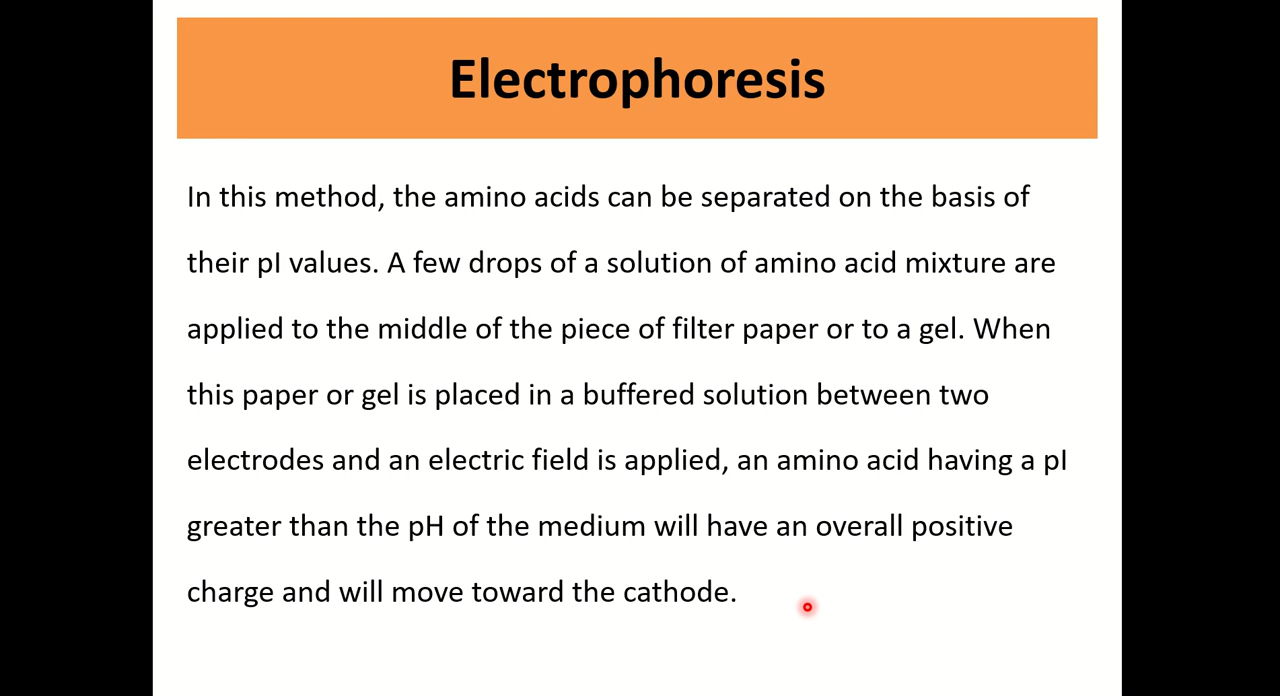 Electrophoresis
In this method, the amino acids can be separated on the basis of
their pI values. A few drops of a solution of amino acid mixture are
applied to the middle of the piece of filter paper or to a gel. When
this paper or gel is placed in a buffered solution between two
electrodes and an electric field is applied, an amino acid having a pI
greater than the pH of the medium will have an overall positive
charge and will move toward the cathode.